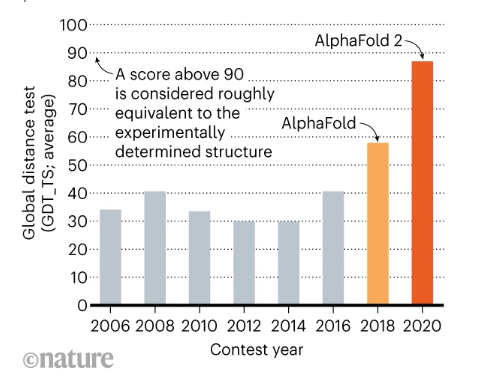 100
90
80
70
60
50
40
30
20
10
0
Global distance test
(GDT_TS; average)
A score above 90
is considered roughly
equivalent to the
experimentally
determined structure
AlphaFold
AlphaFold 2
2006 2008 2010 2012 2014 2016 2018 2020
Contest year
©nature